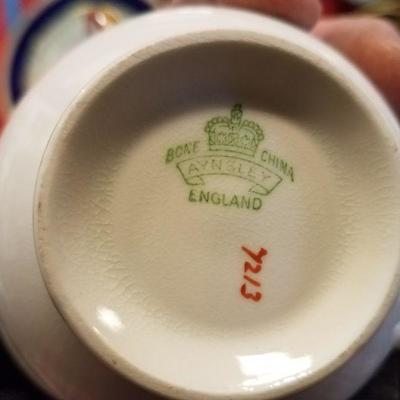 BONE CHINA
AYNSLEY
ENGLAND
7213